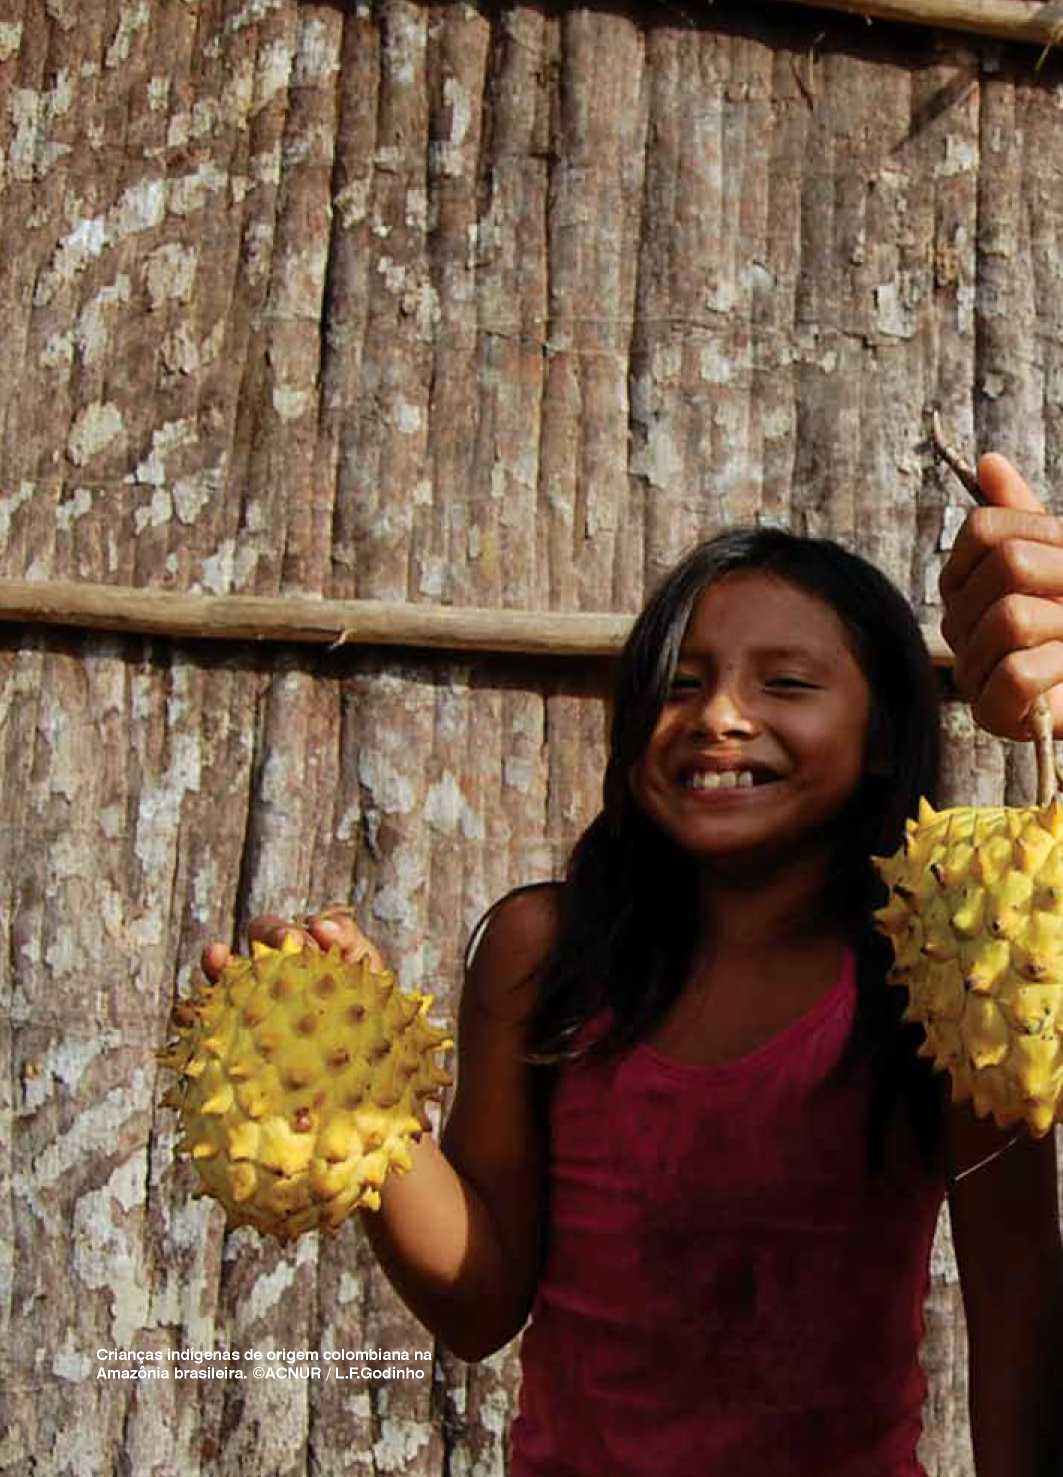 Crianças indígenas de origem colombiana na
Amazônia brasileira. ©ACNUR / L.F.Godinho